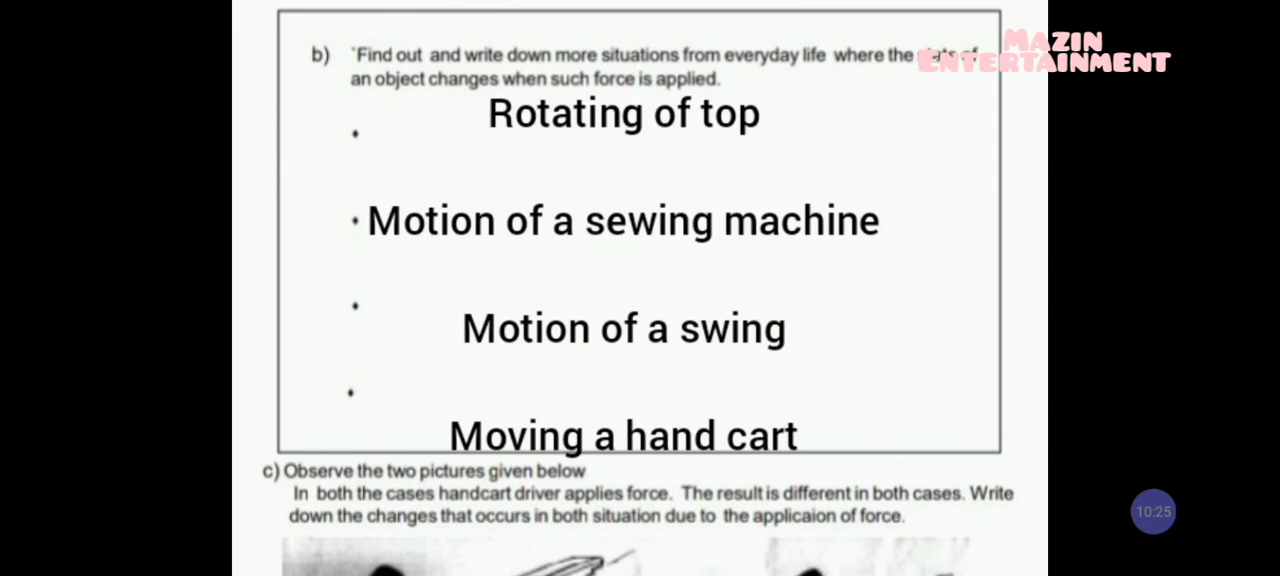 b) 'Find out and write down more situations from everyday life where the
an object changes when such force is applied.
MAZIN
ENTERTAINMENT
• Rotating of top
• Motion of a sewing machine
• Motion of a swing
• Moving a hand cart
c) Observe the two pictures given below
In both the cases handcart driver applies force. The result is different in both cases. Write
down the changes that occurs in both situation due to the applicaion of force.
10:25